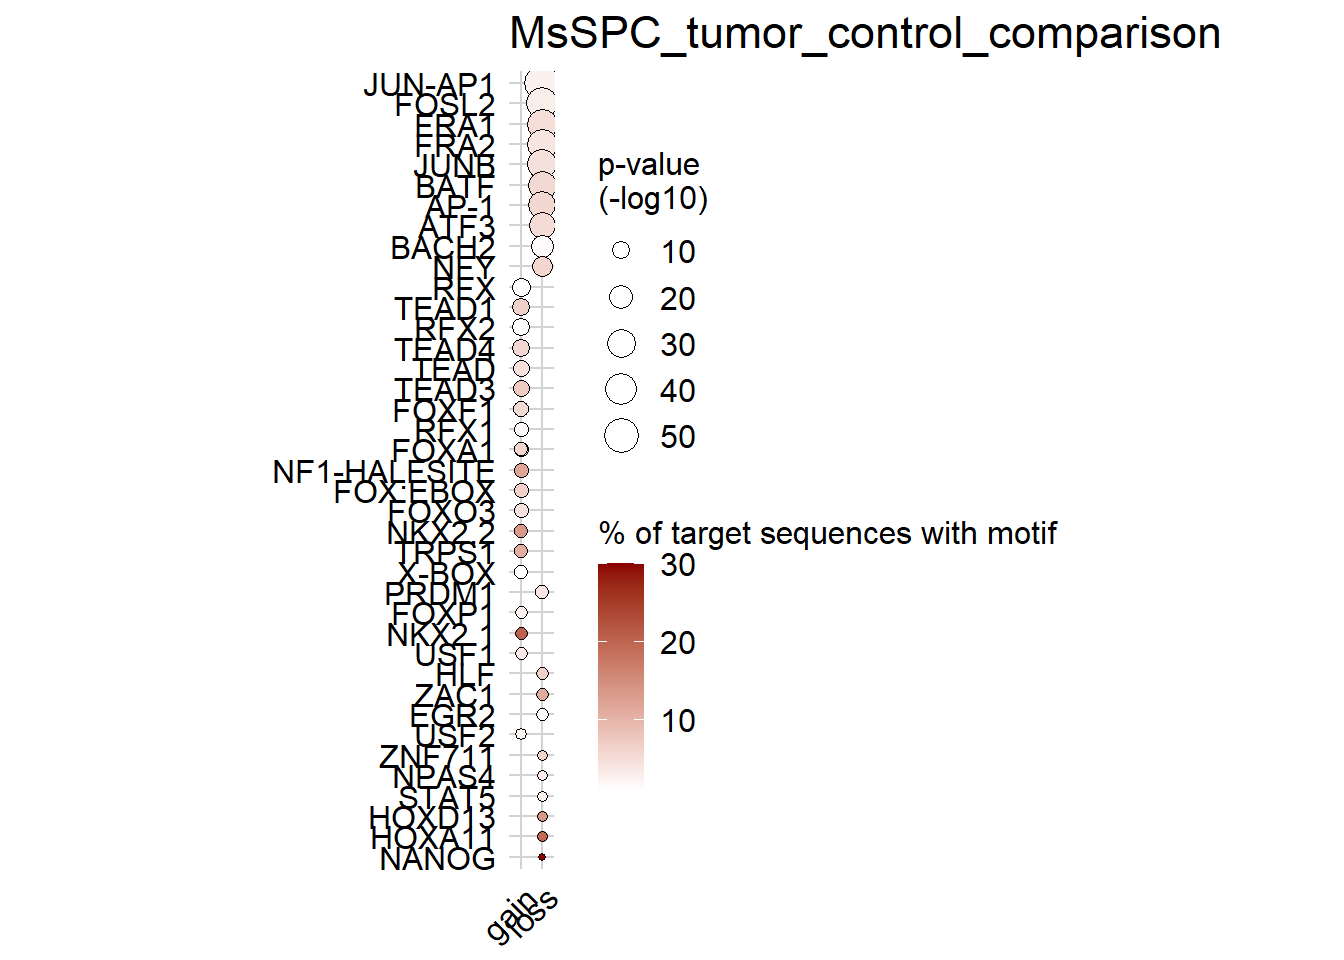 MsSPC_tumor_control_comparison
JUN-AP1
FOSL2
FRA1
FRA2
JUNB
BATF
AP-1
ATF3
BACH2
NFY
RFX
TEAD1
RFX2
TEAD4
TEAD
TEAD3
FOXF1
RFX1
FOXA1
NF1-HALFSITE
FOX:EBOX
FOXO3
NKX2.2
TRPS1
X-BOX
PRDM1
FOXP1
NKX2.1
USF1
HLF
ZAC1
EGR2
USF2
ZNF711
NPAS4
STAT5
HOXD13
HOXA11
NANOG
gain
loss
p-value
(-log10)
10
20
30
40
50
% of target sequences with motif
30
20
10